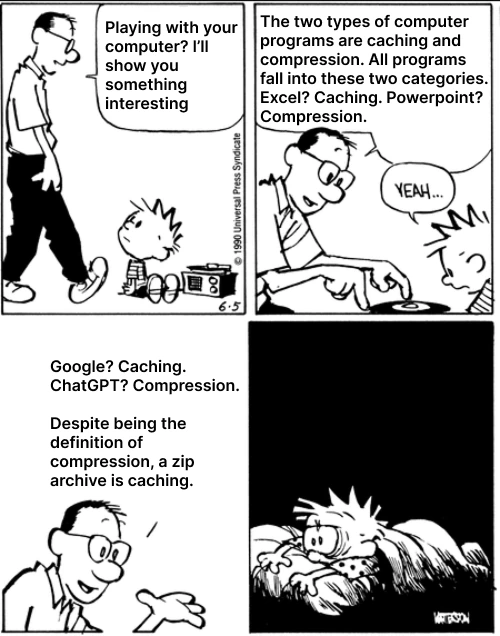 Playing with your
computer? I'll
show you
something
interesting
© 1990 Universal Press Syndicate
6-5
The two types of computer
programs are caching and
compression. All programs
fall into these two categories.
Excel? Caching. Powerpoint?
Compression.
YEAH...
Google? Caching.
ChatGPT? Compression.
Despite being the
definition of
compression, a zip
archive is caching.
WATTERSON